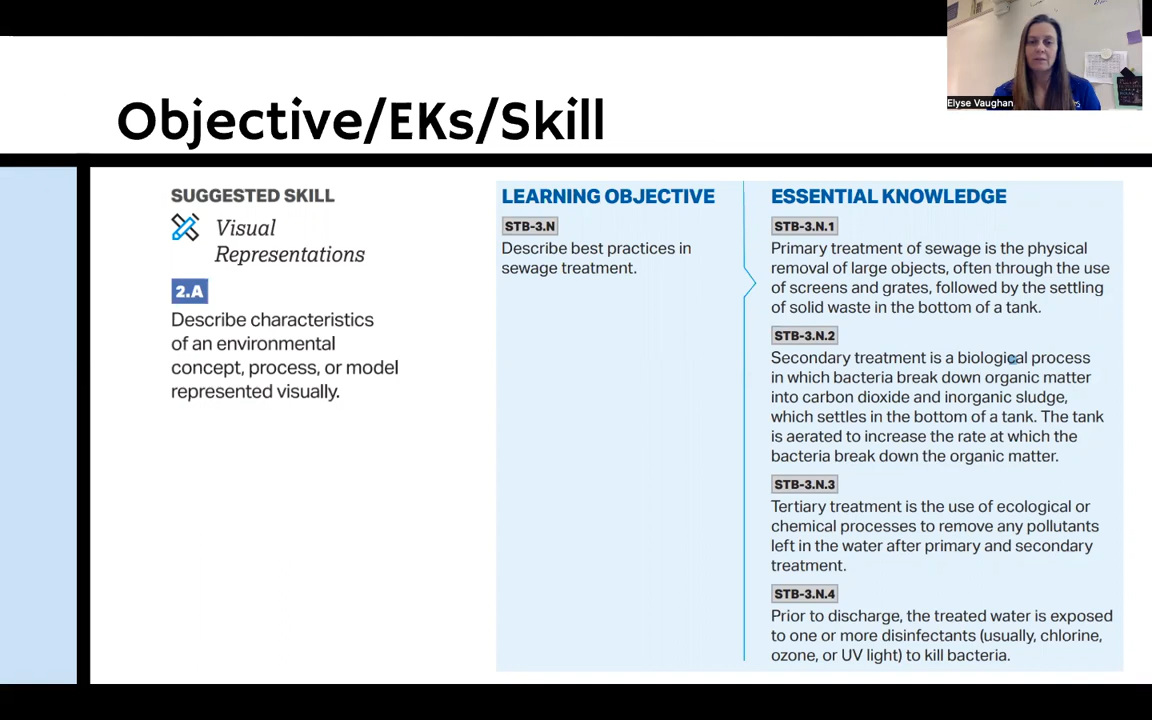 Elyse Vaughan
Objective/EKs/Skill
SUGGESTED SKILL
Visual
Representations
2.A
Describe characteristics
of an environmental
concept, process, or model
represented visually.
LEARNING OBJECTIVE
STB-3.N
Describe best practices in
sewage treatment.
ESSENTIAL KNOWLEDGE
STB-3.N.1
Primary treatment of sewage is the physical
removal of large objects, often through the use
of screens and grates, followed by the settling
of solid waste in the bottom of a tank.
STB-3.N.2
Secondary treatment is a biological process
in which bacteria break down organic matter
into carbon dioxide and inorganic sludge,
which settles in the bottom of a tank. The tank
is aerated to increase the rate at which the
bacteria break down the organic matter.
STB-3.N.3
Tertiary treatment is the use of ecological or
chemical processes to remove any pollutants
left in the water after primary and secondary
treatment.
STB-3.N.4
Prior to discharge, the treated water is exposed
to one or more disinfectants (usually, chlorine,
ozone, or UV light) to kill bacteria.